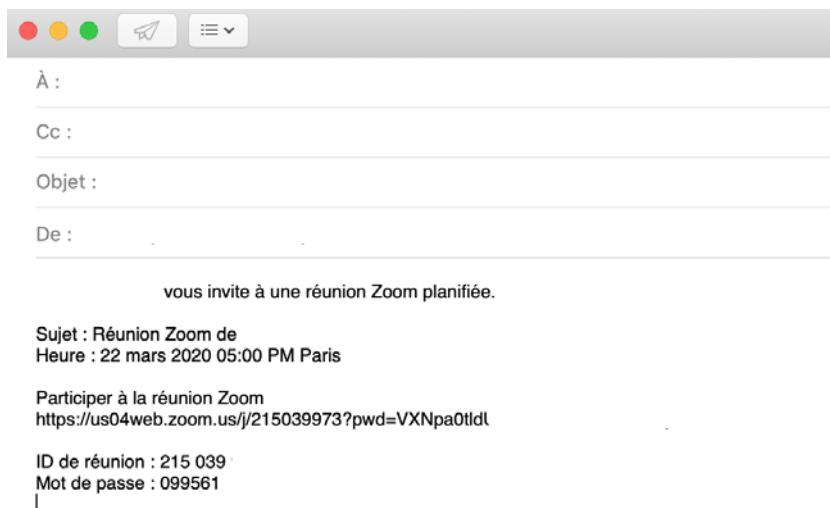 À :
Cc :
Objet :
De :
vous invite à une réunion Zoom planifiée.
Sujet : Réunion Zoom de
Heure : 22 mars 2020 05:00 PM Paris
Participer à la réunion Zoom
https://us04web.zoom.us/j/215039973?pwd=VXNpa0tldl
ID de réunion : 215 039
Mot de passe : 099561